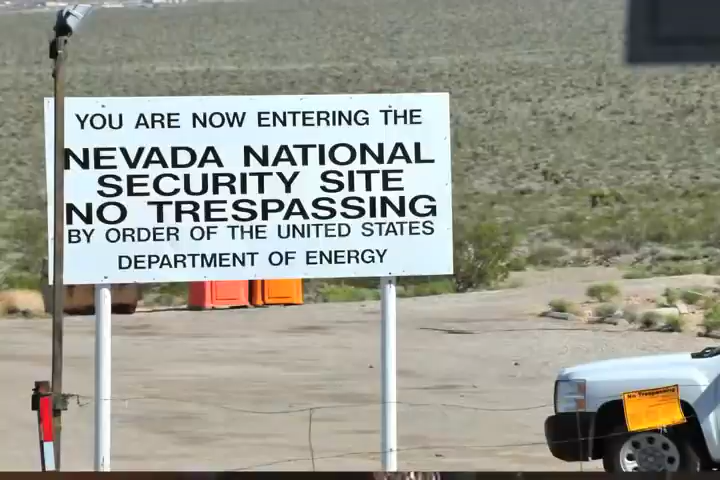 YOU ARE NOW ENTERING THE
NEVADA NATIONAL
SECURITY SITE
NO TRESPASSING
BY ORDER OF THE UNITED STATES
DEPARTMENT OF ENERGY
No Trespassing